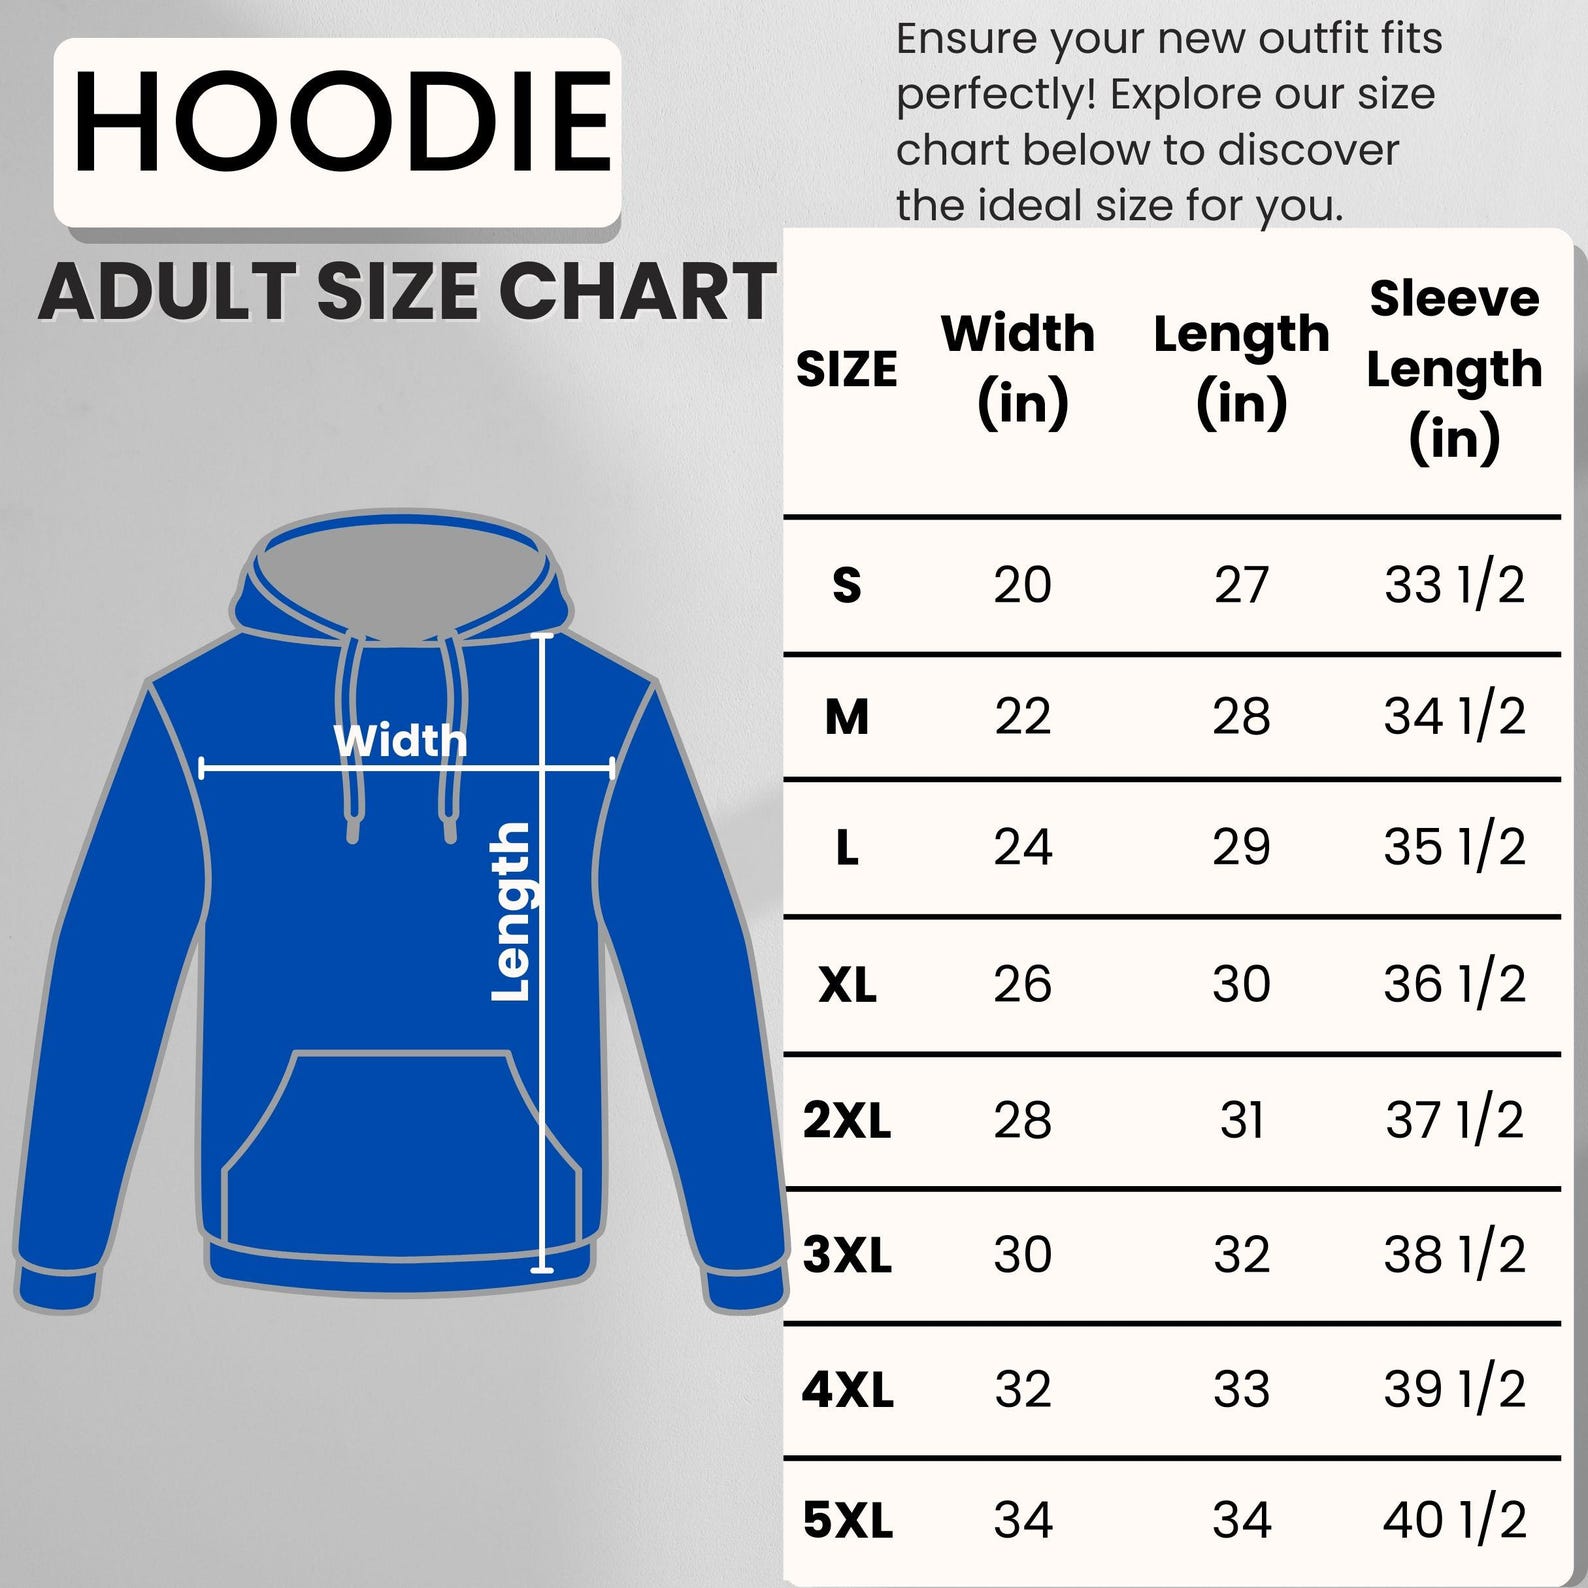 HOODIE
ADULT SIZE CHART
Ensure your new outfit fits
perfectly! Explore our size
chart below to discover
the ideal size for you.
SIZE Width (in) Length (in) Sleeve Length (in)
S 20 27 33 1/2
M 22 28 34 1/2
L 24 29 35 1/2
XL 26 30 36 1/2
2XL 28 31 37 1/2
3XL 30 32 38 1/2
4XL 32 33 39 1/2
5XL 34 34 40 1/2
Width
Length